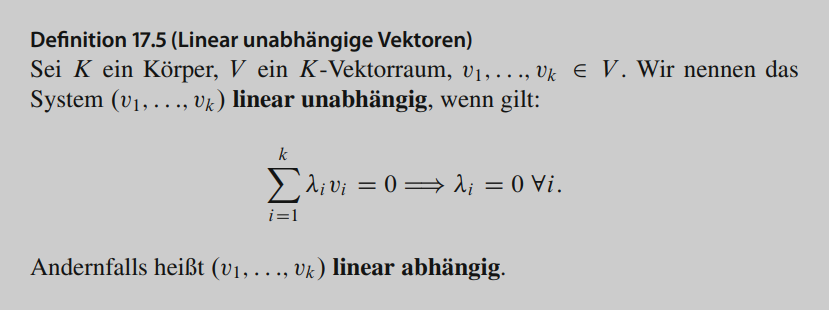 Definition 17.5 (Linear unabhängige Vektoren)
Sei K ein Körper, V ein K-Vektorraum, v₁, . . . , vₖ ∈ V. Wir nennen das
System (v₁, . . . , vₖ) linear unabhängig, wenn gilt:
k
∑ λᵢvᵢ = 0 ⟹ λᵢ = 0 ∀i.
i=1
Andernfalls heißt (v₁, . . . , vₖ) linear abhängig.